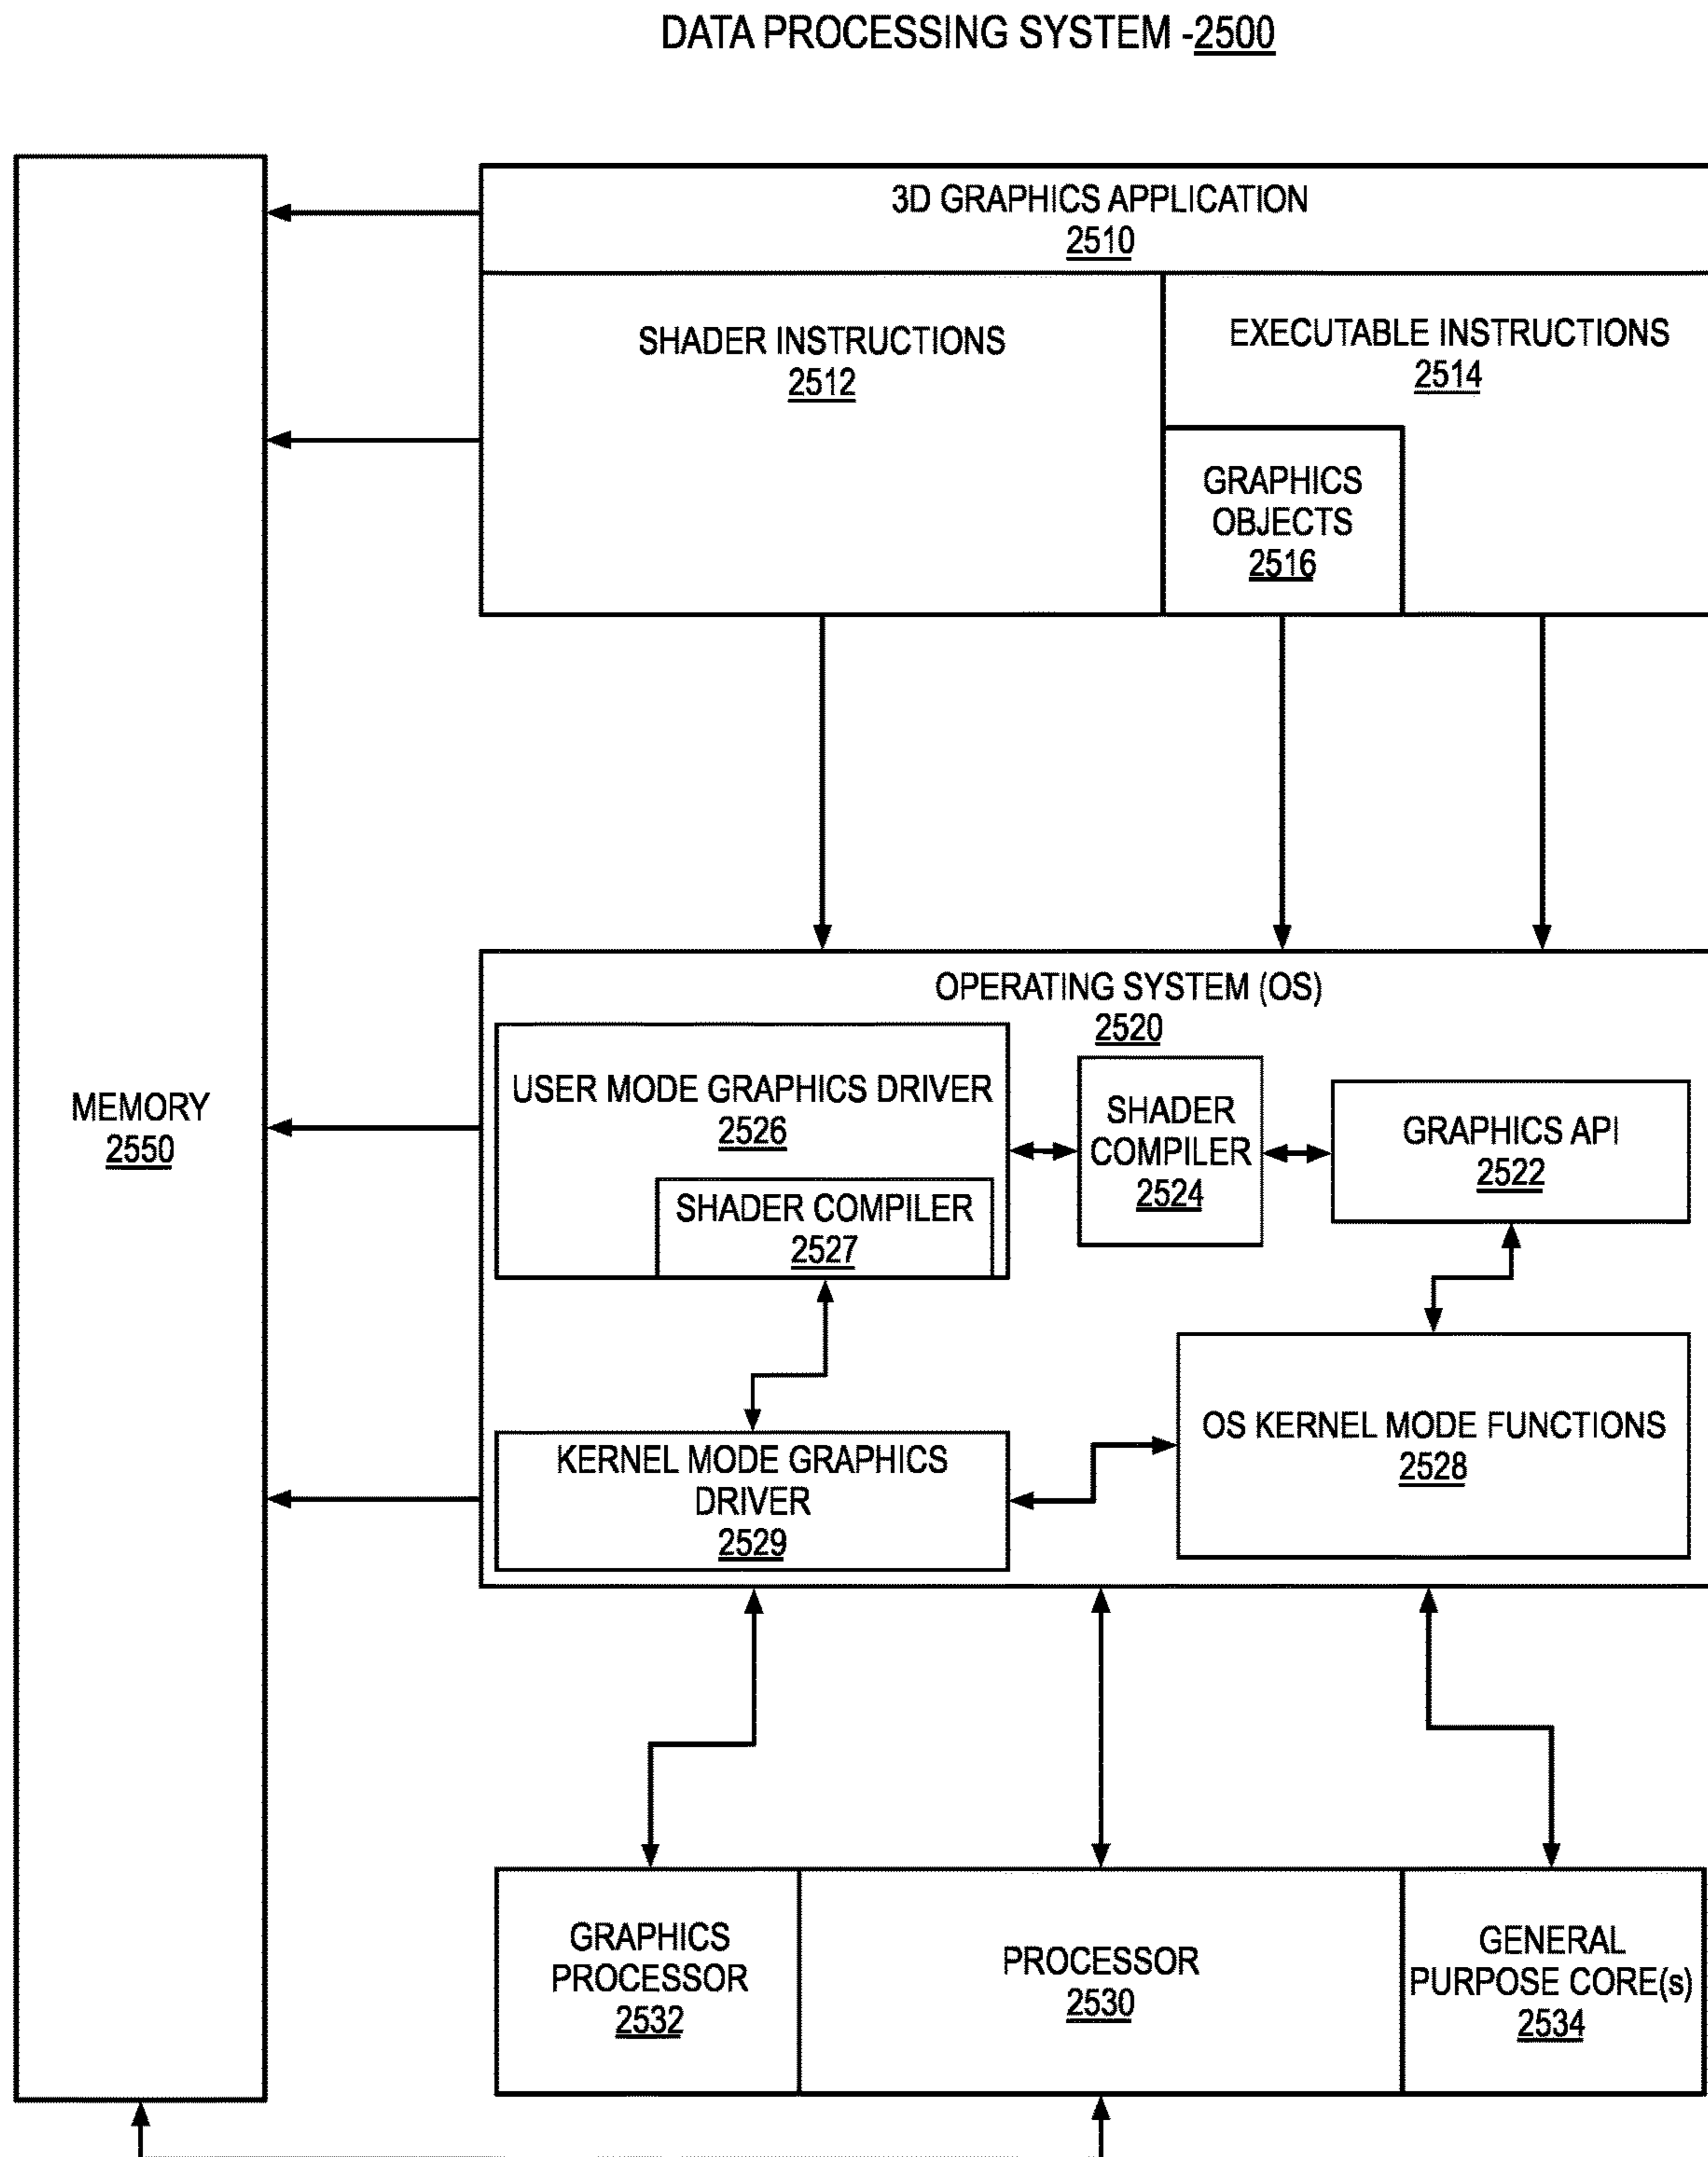 DATA PROCESSING SYSTEM -2500
3D GRAPHICS APPLICATION
2510
SHADER INSTRUCTIONS
2512
EXECUTABLE INSTRUCTIONS
2514
GRAPHICS
OBJECTS
2516
OPERATING SYSTEM (OS)
2520
USER MODE GRAPHICS DRIVER
2526
SHADER COMPILER
2527
SHADER
COMPILER
2524
GRAPHICS API
2522
MEMORY
2550
KERNEL MODE GRAPHICS
DRIVER
2529
OS KERNEL MODE FUNCTIONS
2528
GRAPHICS
PROCESSOR
2532
PROCESSOR
2530
GENERAL
PURPOSE CORE(s)
2534